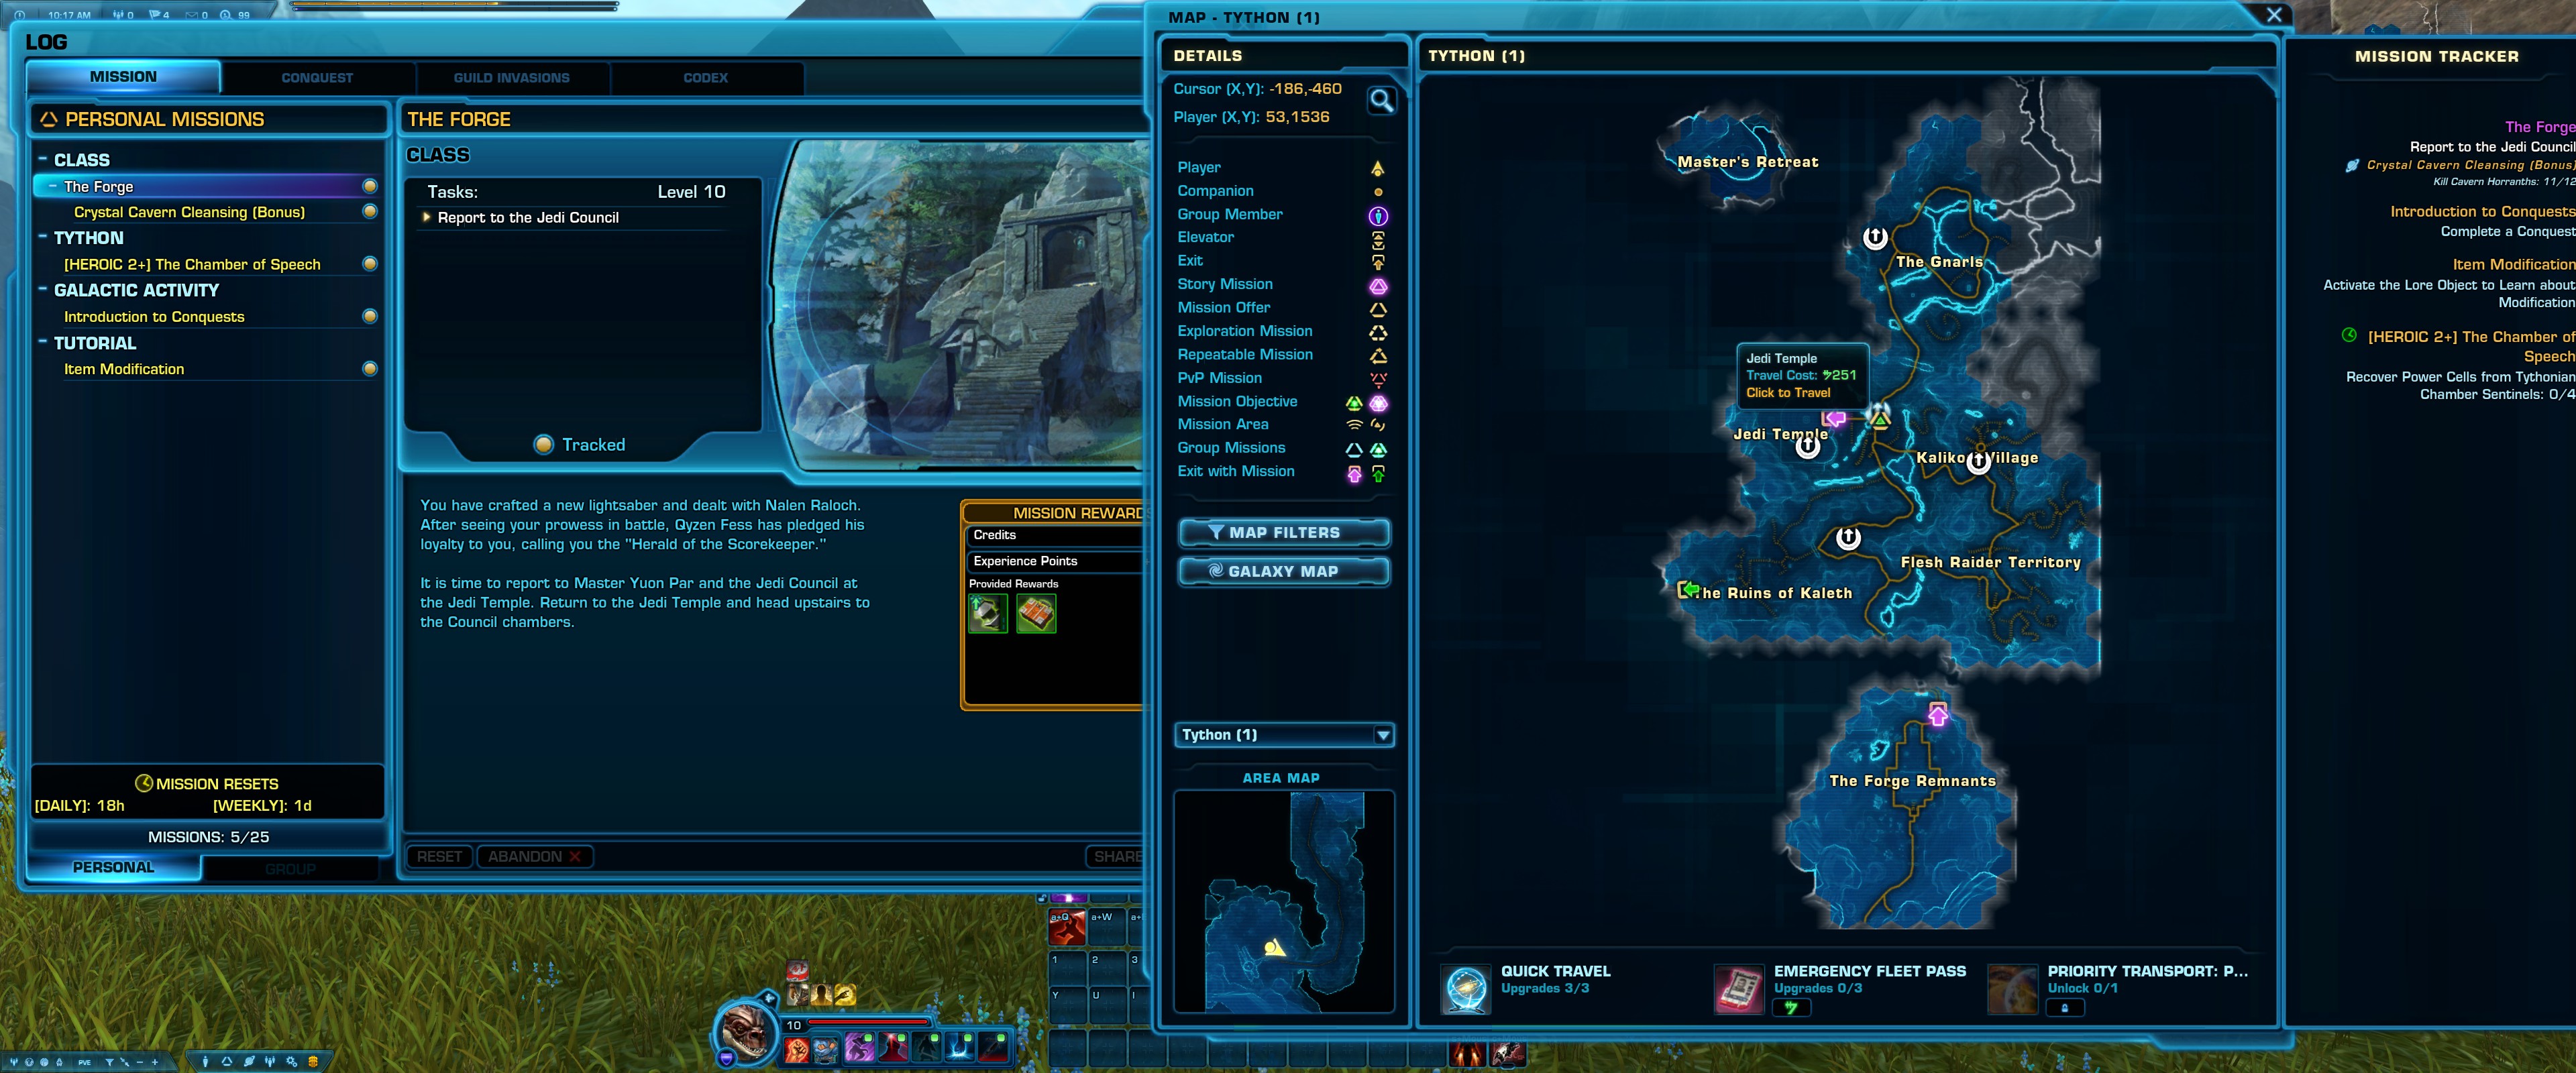 10:17 AM 0 4 0 99
LOG
MISSION CONQUEST GUILD INVASIONS CODEX
PERSONAL MISSIONS
CLASS
The Forge
Crystal Cavern Cleansing (Bonus)
TYTHON
[HEROIC 2+] The Chamber of Speech
GALACTIC ACTIVITY
Introduction to Conquests
TUTORIAL
Item Modification
MISSION RESETS
[DAILY]: 18h [WEEKLY]: 1d
MISSIONS: 5/25
PERSONAL GROUP
THE FORGE
CLASS
Tasks: Level 10
Report to the Jedi Council
Tracked
You have crafted a new lightsaber and dealt with Nalen Raloch.
After seeing your prowess in battle, Qyzen Fess has pledged his
loyalty to you, calling you the "Herald of the Scorekeeper."
It is time to report to Master Yuon Par and the Jedi Council at
the Jedi Temple. Return to the Jedi Temple and head upstairs to
the Council chambers.
MISSION REWARDS
Credits
Experience Points
Provided Rewards
RESET ABANDON SHARE
MAP - TYTHON (1)
DETAILS
Cursor (X,Y): -186,-460
Player (X,Y): 53,1536
Player
Companion
Group Member
Elevator
Exit
Story Mission
Mission Offer
Exploration Mission
Repeatable Mission
PvP Mission
Mission Objective
Mission Area
Group Missions
Exit with Mission
MAP FILTERS
GALAXY MAP
Tython (1)
AREA MAP
TYTHON (1)
Master's Retreat
The Gnarls
Jedi Temple
Travel Cost: 251
Click to Travel
Jedi Temple
Kaliko Village
Flesh Raider Territory
The Ruins of Kaleth
The Forge Remnants
QUICK TRAVEL
Upgrades 3/3
EMERGENCY FLEET PASS
Upgrades 0/3
PRIORITY TRANSPORT: P...
Unlock 0/1
MISSION TRACKER
The Forge
Report to the Jedi Council
Crystal Cavern Cleansing (Bonus)
Kill Cavern Horranths: 11/12
Introduction to Conquests
Complete a Conquest
Item Modification
Activate the Lore Object to Learn about
Modification
[HEROIC 2+] The Chamber of
Speech
Recover Power Cells from Tythonian
Chamber Sentinels: 0/4
a+Q a+W
1 2 3
Y U I
10
PVE